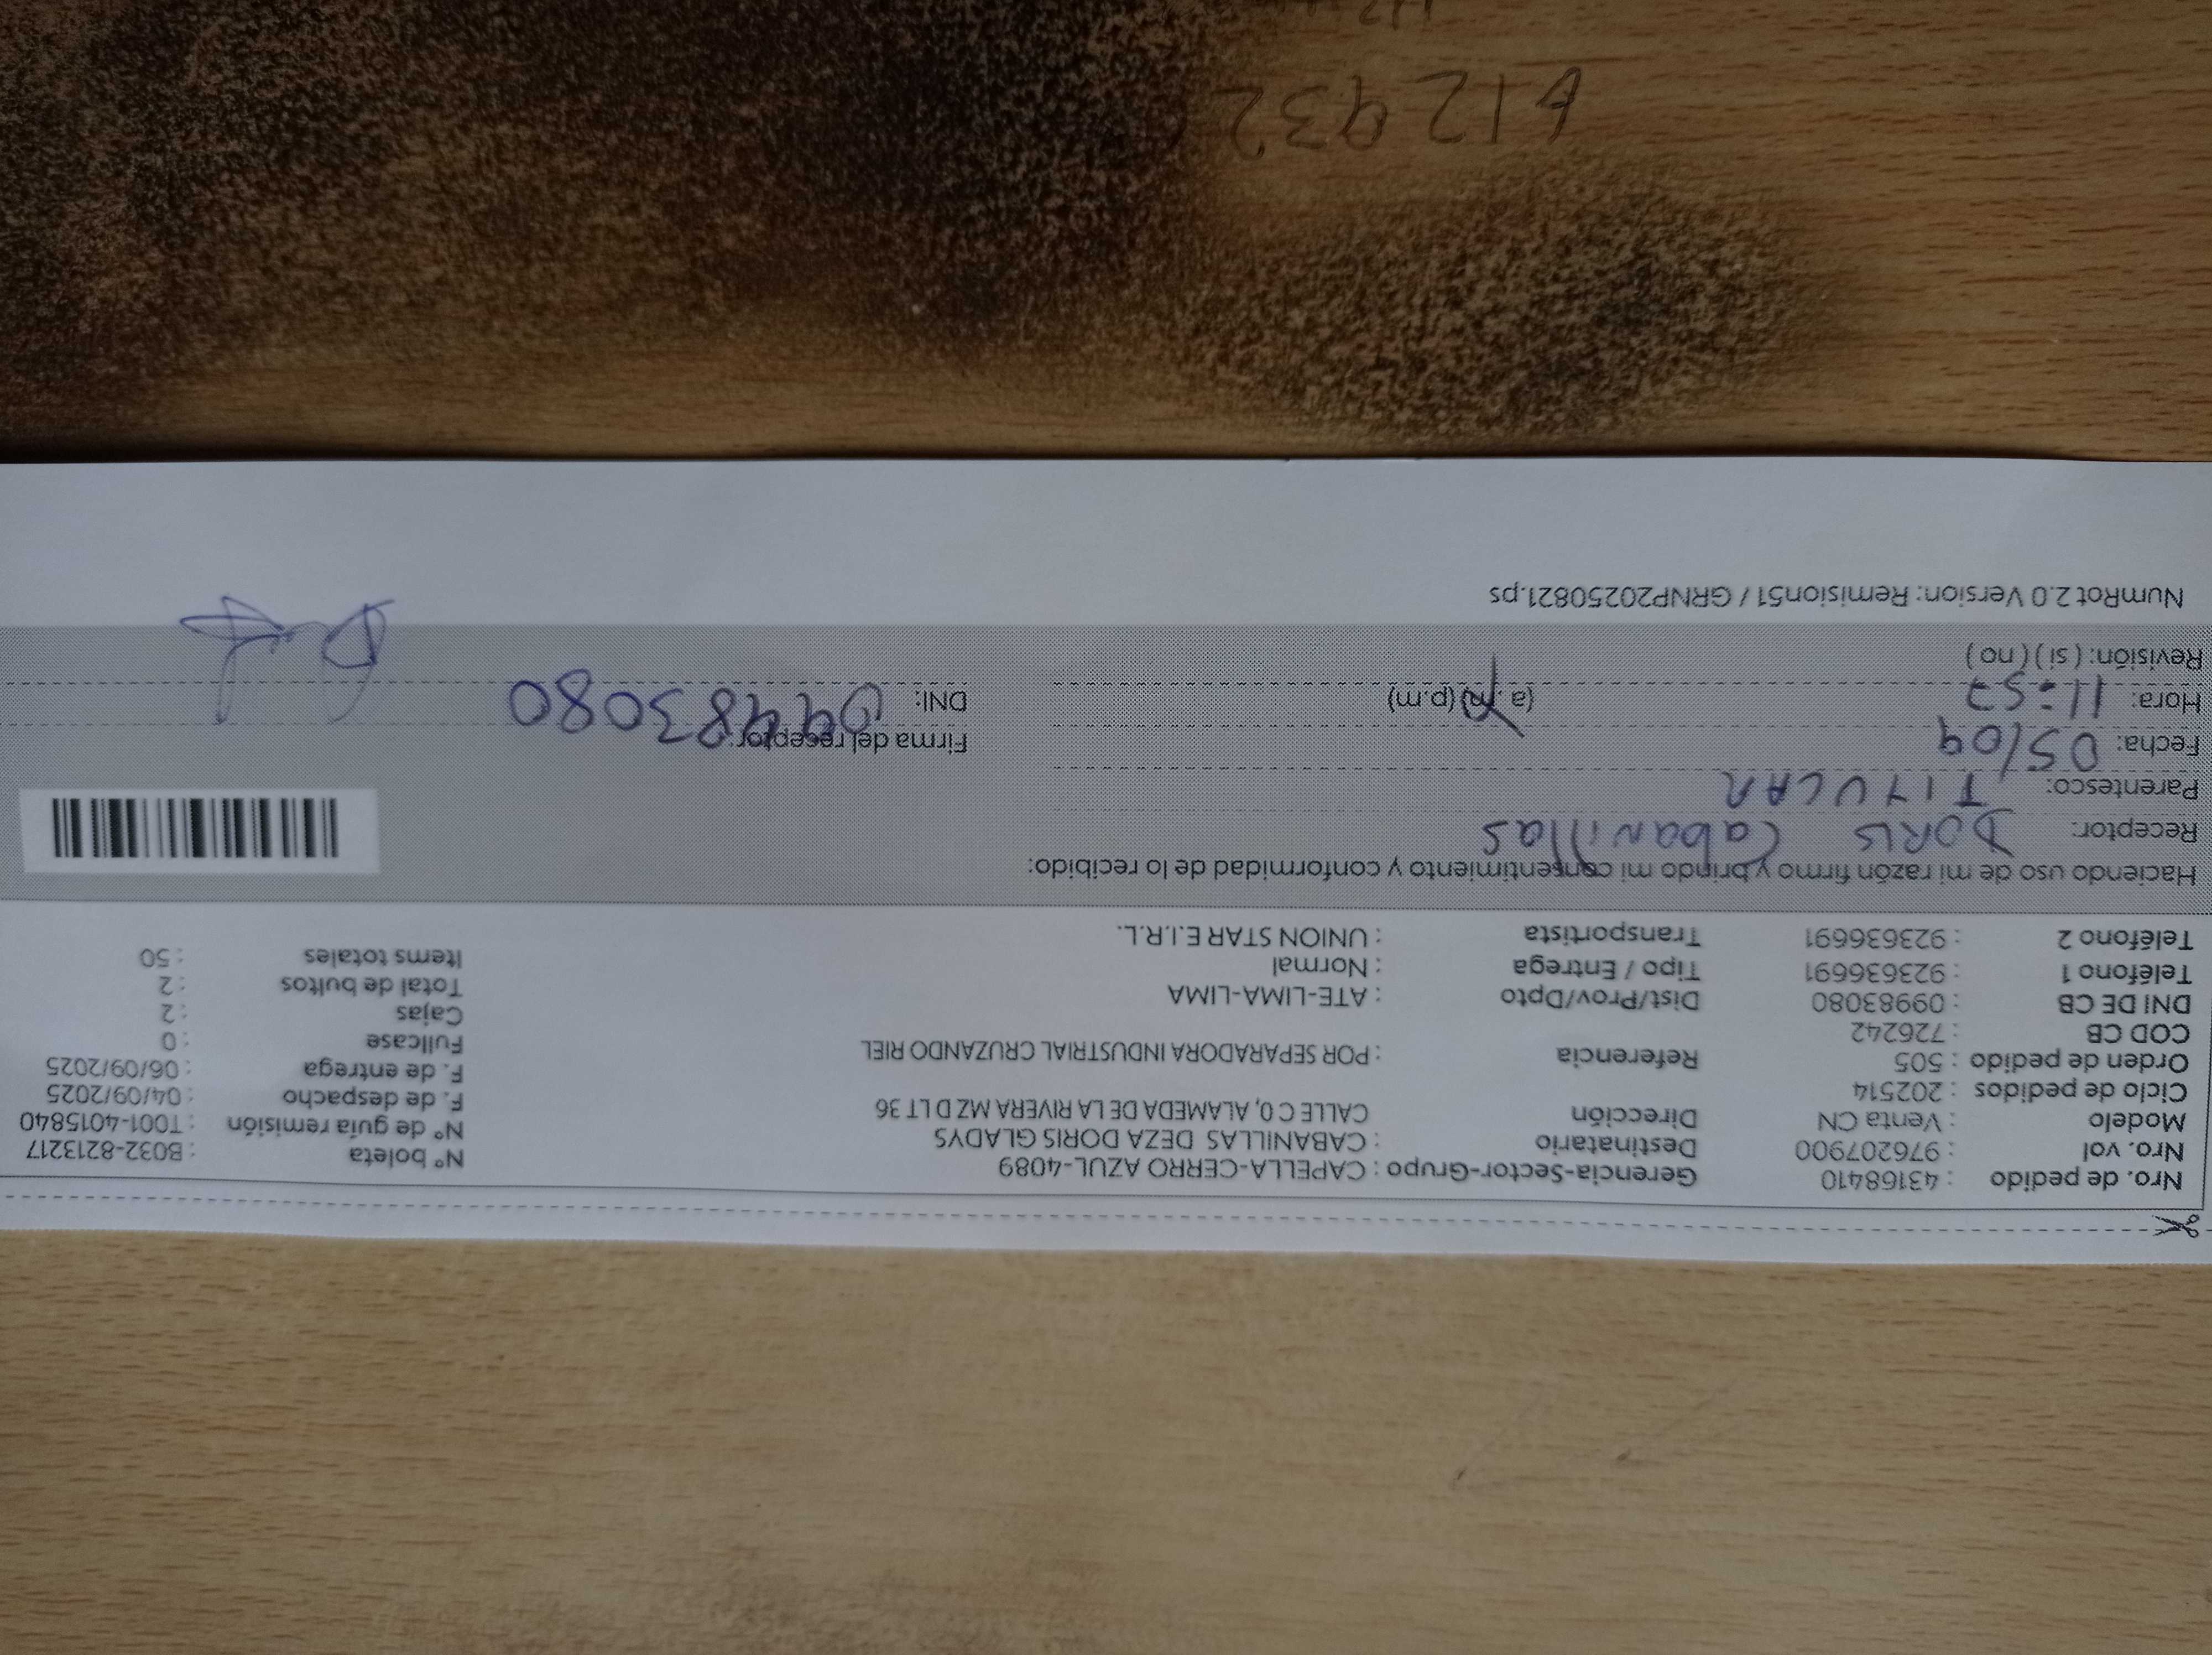 Nro. de pedido : 43168410 Gerencia-Sector-Grupo : CAPELLA-CERRO AZUL-4089 N° boleta : B032-8213217
Nro. vol : 976207900 Destinatario : CABANILLAS DEZA DORIS GLADYS N° de guía remisión : T001-4015840
Modelo : Venta CN Dirección CALLE C 0, ALAMEDA DE LA RIVERA MZ D LT 36 F. de despacho : 04/09/2025
Ciclo de pedidos : 202514 F. de entrega : 06/09/2025
Orden de pedido : 505 Referencia : POR SEPARADORA INDUSTRIAL CRUZANDO RIEL Fullcase : 0
COD CB : 726242 Cajas : 2
DNI DE CB : 09983080 Dist/Prov/Dpto : ATE-LIMA-LIMA Total de bultos : 2
Teléfono 1 : 923636691 Tipo / Entrega : Normal Items totales : 50
Teléfono 2 : 923636691 Transportista : UNION STAR E.I.R.L.
Haciendo uso de mi razón firmo y brindo mi consentimiento y conformidad de lo recibido:
Receptor: DORIS Cabanillas
Parentesco: TITULAR
Fecha: 05/09 Firma del receptor:
Hora: 11:57 (a.m) (p.m) DNI: 09983080
Revisión: ( si ) ( no )
NumRot 2.0 Version: Remision51 / GRNP20250821.ps
612932